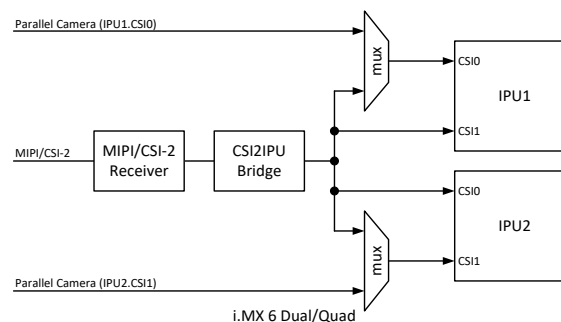 Parallel Camera (IPU1.CSI0)
mux
CSI0
IPU1
CSI1
MIPI/CSI-2
MIPI/CSI-2
Receiver
CSI2IPU
Bridge
CSI0
IPU2
mux
CSI1
Parallel Camera (IPU2.CSI1)
i.MX 6 Dual/Quad